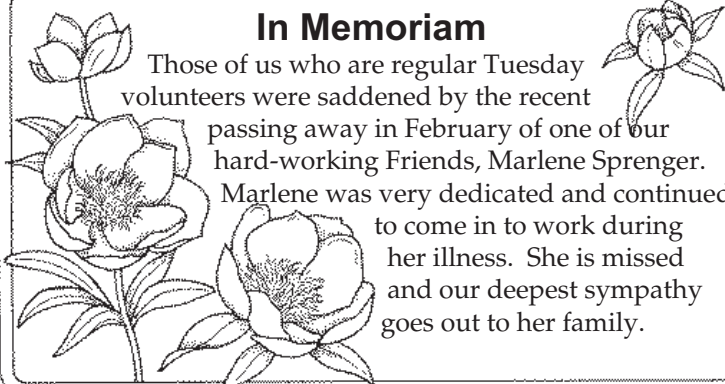 In Memoriam
Those of us who are regular Tuesday
volunteers were saddened by the recent
passing away in February of one of our
hard-working Friends, Marlene Sprenger.
Marlene was very dedicated and continued
to come in to work during
her illness.  She is missed
and our deepest sympathy
goes out to her family.